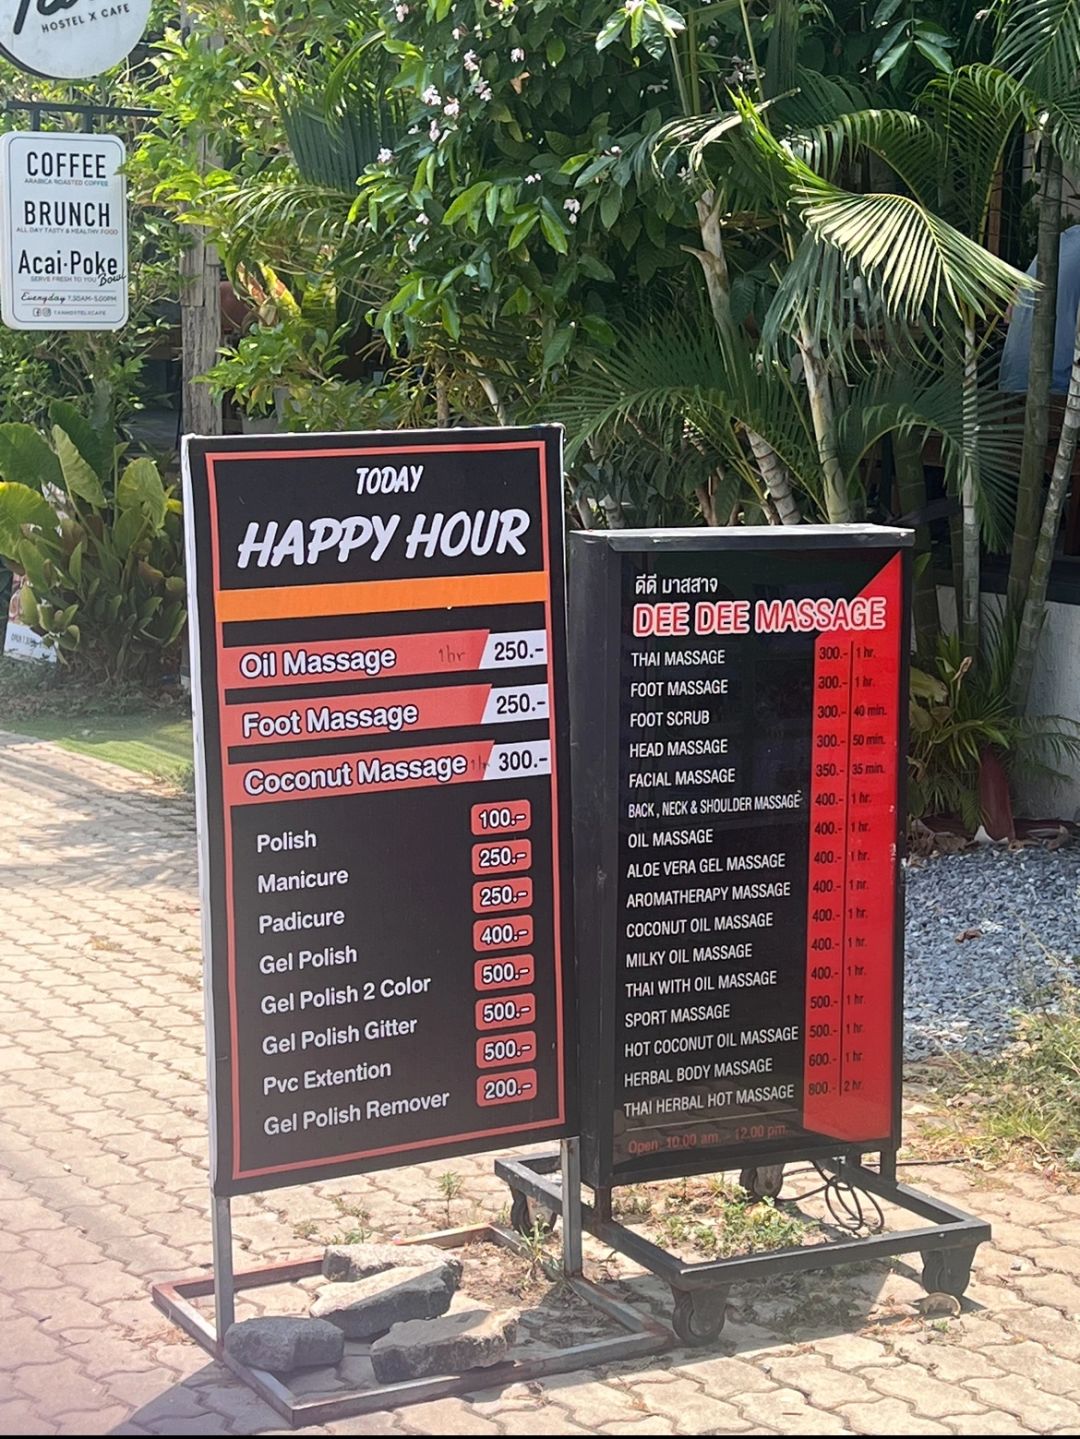 HOSTEL X CAFE
COFFEE
ARABICA ROASTED COFFEE
BRUNCH
ALL DAY TASTY & HEALTHY FOOD
Acai·Poke
SERVE FRESH TO YOU Bowl
Everyday 7.30AM-5.00PM
TODAY
HAPPY HOUR
Oil Massage 1hr 250.-
Foot Massage 250.-
Coconut Massage 1hr 300.-
Polish 100.-
Manicure 250.-
Padicure 250.-
Gel Polish 400.-
Gel Polish 2 Color 500.-
Gel Polish Gitter 500.-
Pvc Extention 500.-
Gel Polish Remover 200.-
ดีดี มาสสาจ
DEE DEE MASSAGE
THAI MASSAGE 300.- 1 hr.
FOOT MASSAGE 300.- 1 hr.
FOOT SCRUB 300.- 40 min.
HEAD MASSAGE 300.- 50 min.
FACIAL MASSAGE 350.- 35 min.
BACK, NECK & SHOULDER MASSAGE 400.- 1 hr.
OIL MASSAGE 400.- 1 hr.
ALOE VERA GEL MASSAGE 400.- 1 hr.
AROMATHERAPY MASSAGE 400.- 1 hr.
COCONUT OIL MASSAGE 400.- 1 hr.
MILKY OIL MASSAGE 400.- 1 hr.
THAI WITH OIL MASSAGE 400.- 1 hr.
SPORT MASSAGE 500.- 1 hr.
HOT COCONUT OIL MASSAGE 500.- 1 hr.
HERBAL BODY MASSAGE 600.- 1 hr.
THAI HERBAL HOT MASSAGE 800.- 2 hr.
Open: 10.00 am. - 12.00 pm.